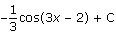 -1/3cos(3x - 2) + C